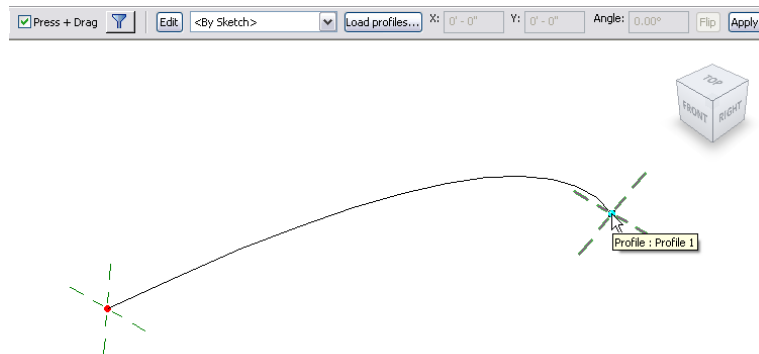 Press + Drag Edit <By Sketch> Load profiles... X: 0' - 0" Y: 0' - 0" Angle: 0.00° Flip Apply
TOP
FRONT RIGHT
Profile : Profile 1